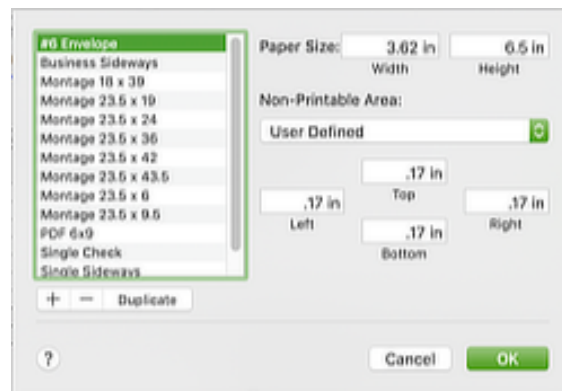 #6 Envelope
Business Sideways
Montage 18 x 39
Montage 23.5 x 19
Montage 23.5 x 24
Montage 23.5 x 36
Montage 23.5 x 42
Montage 23.5 x 43.5
Montage 23.5 x 6
Montage 23.5 x 9.5
PDF 6x9
Single Check
Single Sideways
+ − Duplicate
Paper Size: 3.62 in 6.5 in
Width Height
Non-Printable Area:
User Defined
.17 in
Top
.17 in .17 in
Left Right
.17 in
Bottom
? Cancel OK